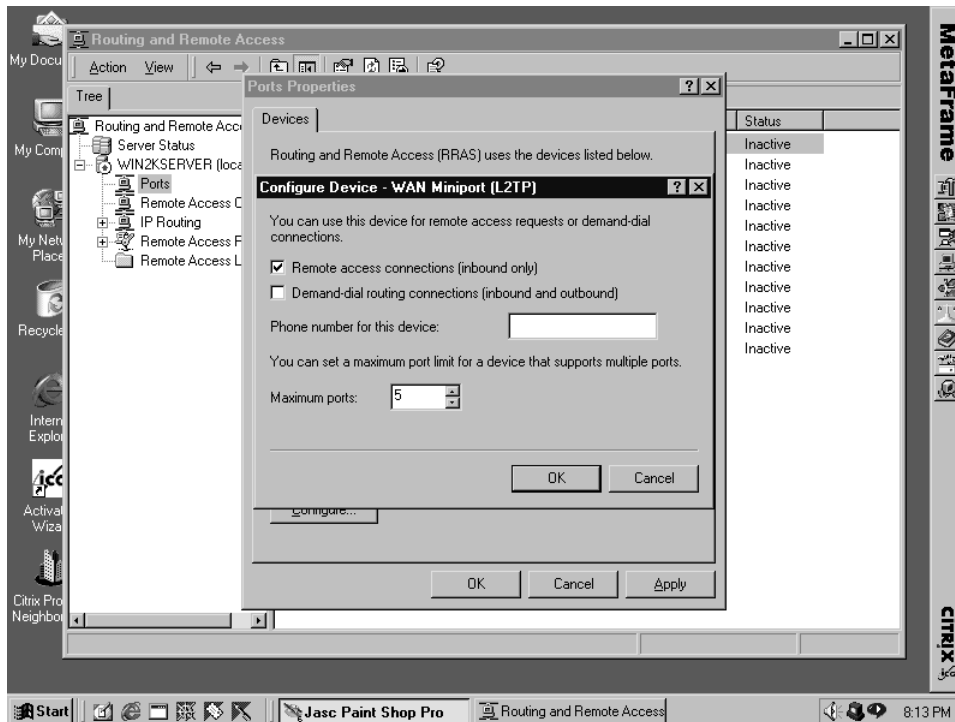 My Docu
My Comp
My Netw
Place
Recycle
Intern
Explo
Activa
Wiza
Citrix Pro
Neighbor
Routing and Remote Access
Action View
Tree
Routing and Remote Acce
Server Status
WIN2KSERVER (loca
Ports
Remote Access C
IP Routing
Remote Access P
Remote Access L
Status
Inactive
Inactive
Inactive
Inactive
Inactive
Inactive
Inactive
Inactive
Inactive
Inactive
Inactive
Ports Properties
Devices
Routing and Remote Access (RRAS) uses the devices listed below.
Configure Device - WAN Miniport (L2TP)
You can use this device for remote access requests or demand-dial
connections.
Remote access connections (inbound only)
Demand-dial routing connections (inbound and outbound)
Phone number for this device:
You can set a maximum port limit for a device that supports multiple ports.
Maximum ports: 5
OK Cancel
Configure...
OK Cancel Apply
MetaFrame
CITRIX
ica
Start Jasc Paint Shop Pro Routing and Remote Access 8:13 PM